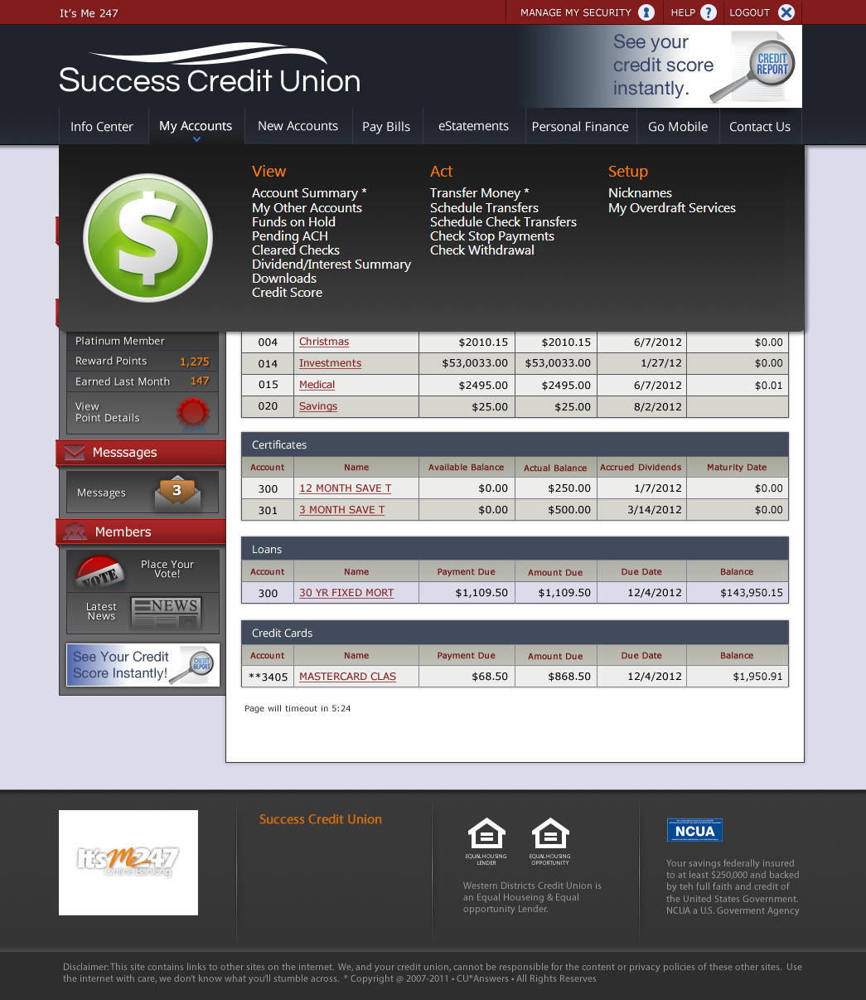 It's Me 247
MANAGE MY SECURITY HELP ? LOGOUT
See your
credit score
instantly.
CREDIT
REPORT
Success Credit Union
Info Center My Accounts New Accounts Pay Bills eStatements Personal Finance Go Mobile Contact Us
$
View
Account Summary *
My Other Accounts
Funds on Hold
Pending ACH
Cleared Checks
Dividend/Interest Summary
Downloads
Credit Score
Act
Transfer Money *
Schedule Transfers
Schedule Check Transfers
Check Stop Payments
Check Withdrawal
Setup
Nicknames
My Overdraft Services
Platinum Member
Reward Points 1,275
Earned Last Month 147
View
Point Details
Messsages
Messages 3
Members
VOTE
Place Your
Vote!
Latest
News
NEWS
See Your Credit
Score Instantly!
CREDIT
REPORT
004 Christmas $2010.15 $2010.15 6/7/2012 $0.00
014 Investments $53,0033.00 $53,0033.00 1/27/12 $0.00
015 Medical $2495.00 $2495.00 6/7/2012 $0.01
020 Savings $25.00 $25.00 8/2/2012
Certificates
Account Name Available Balance Actual Balance Accrued Dividends Maturity Date
300 12 MONTH SAVE T $0.00 $250.00 1/7/2012 $0.00
301 3 MONTH SAVE T $0.00 $500.00 3/14/2012 $0.00
Loans
Account Name Payment Due Amount Due Due Date Balance
300 30 YR FIXED MORT $1,109.50 $1,109.50 12/4/2012 $143,950.15
Credit Cards
Account Name Payment Due Amount Due Due Date Balance
**3405 MASTERCARD CLAS $68.50 $868.50 12/4/2012 $1,950.91
Page will timeout in 5:24
It'sMe247
Online Banking
Success Credit Union
EQUAL HOUSING
LENDER
EQUAL HOUSING
OPPORTUNITY
Western Districts Credit Union is
an Equal Houseing & Equal
opportunity Lender.
NCUA
Your savings federally insured
to at least $250,000 and backed
by teh full faith and credit of
the United States Government.
NCUA a U.S. Goverment Agency
Disclaimer: This site contains links to other sites on the internet. We, and your credit union, cannot be responsible for the content or privacy policies of these other sites. Use
the internet with care, we don't know what you'll stumble across. * Copyright @ 2007-2011 • CU*Answers • All Rights Reserves